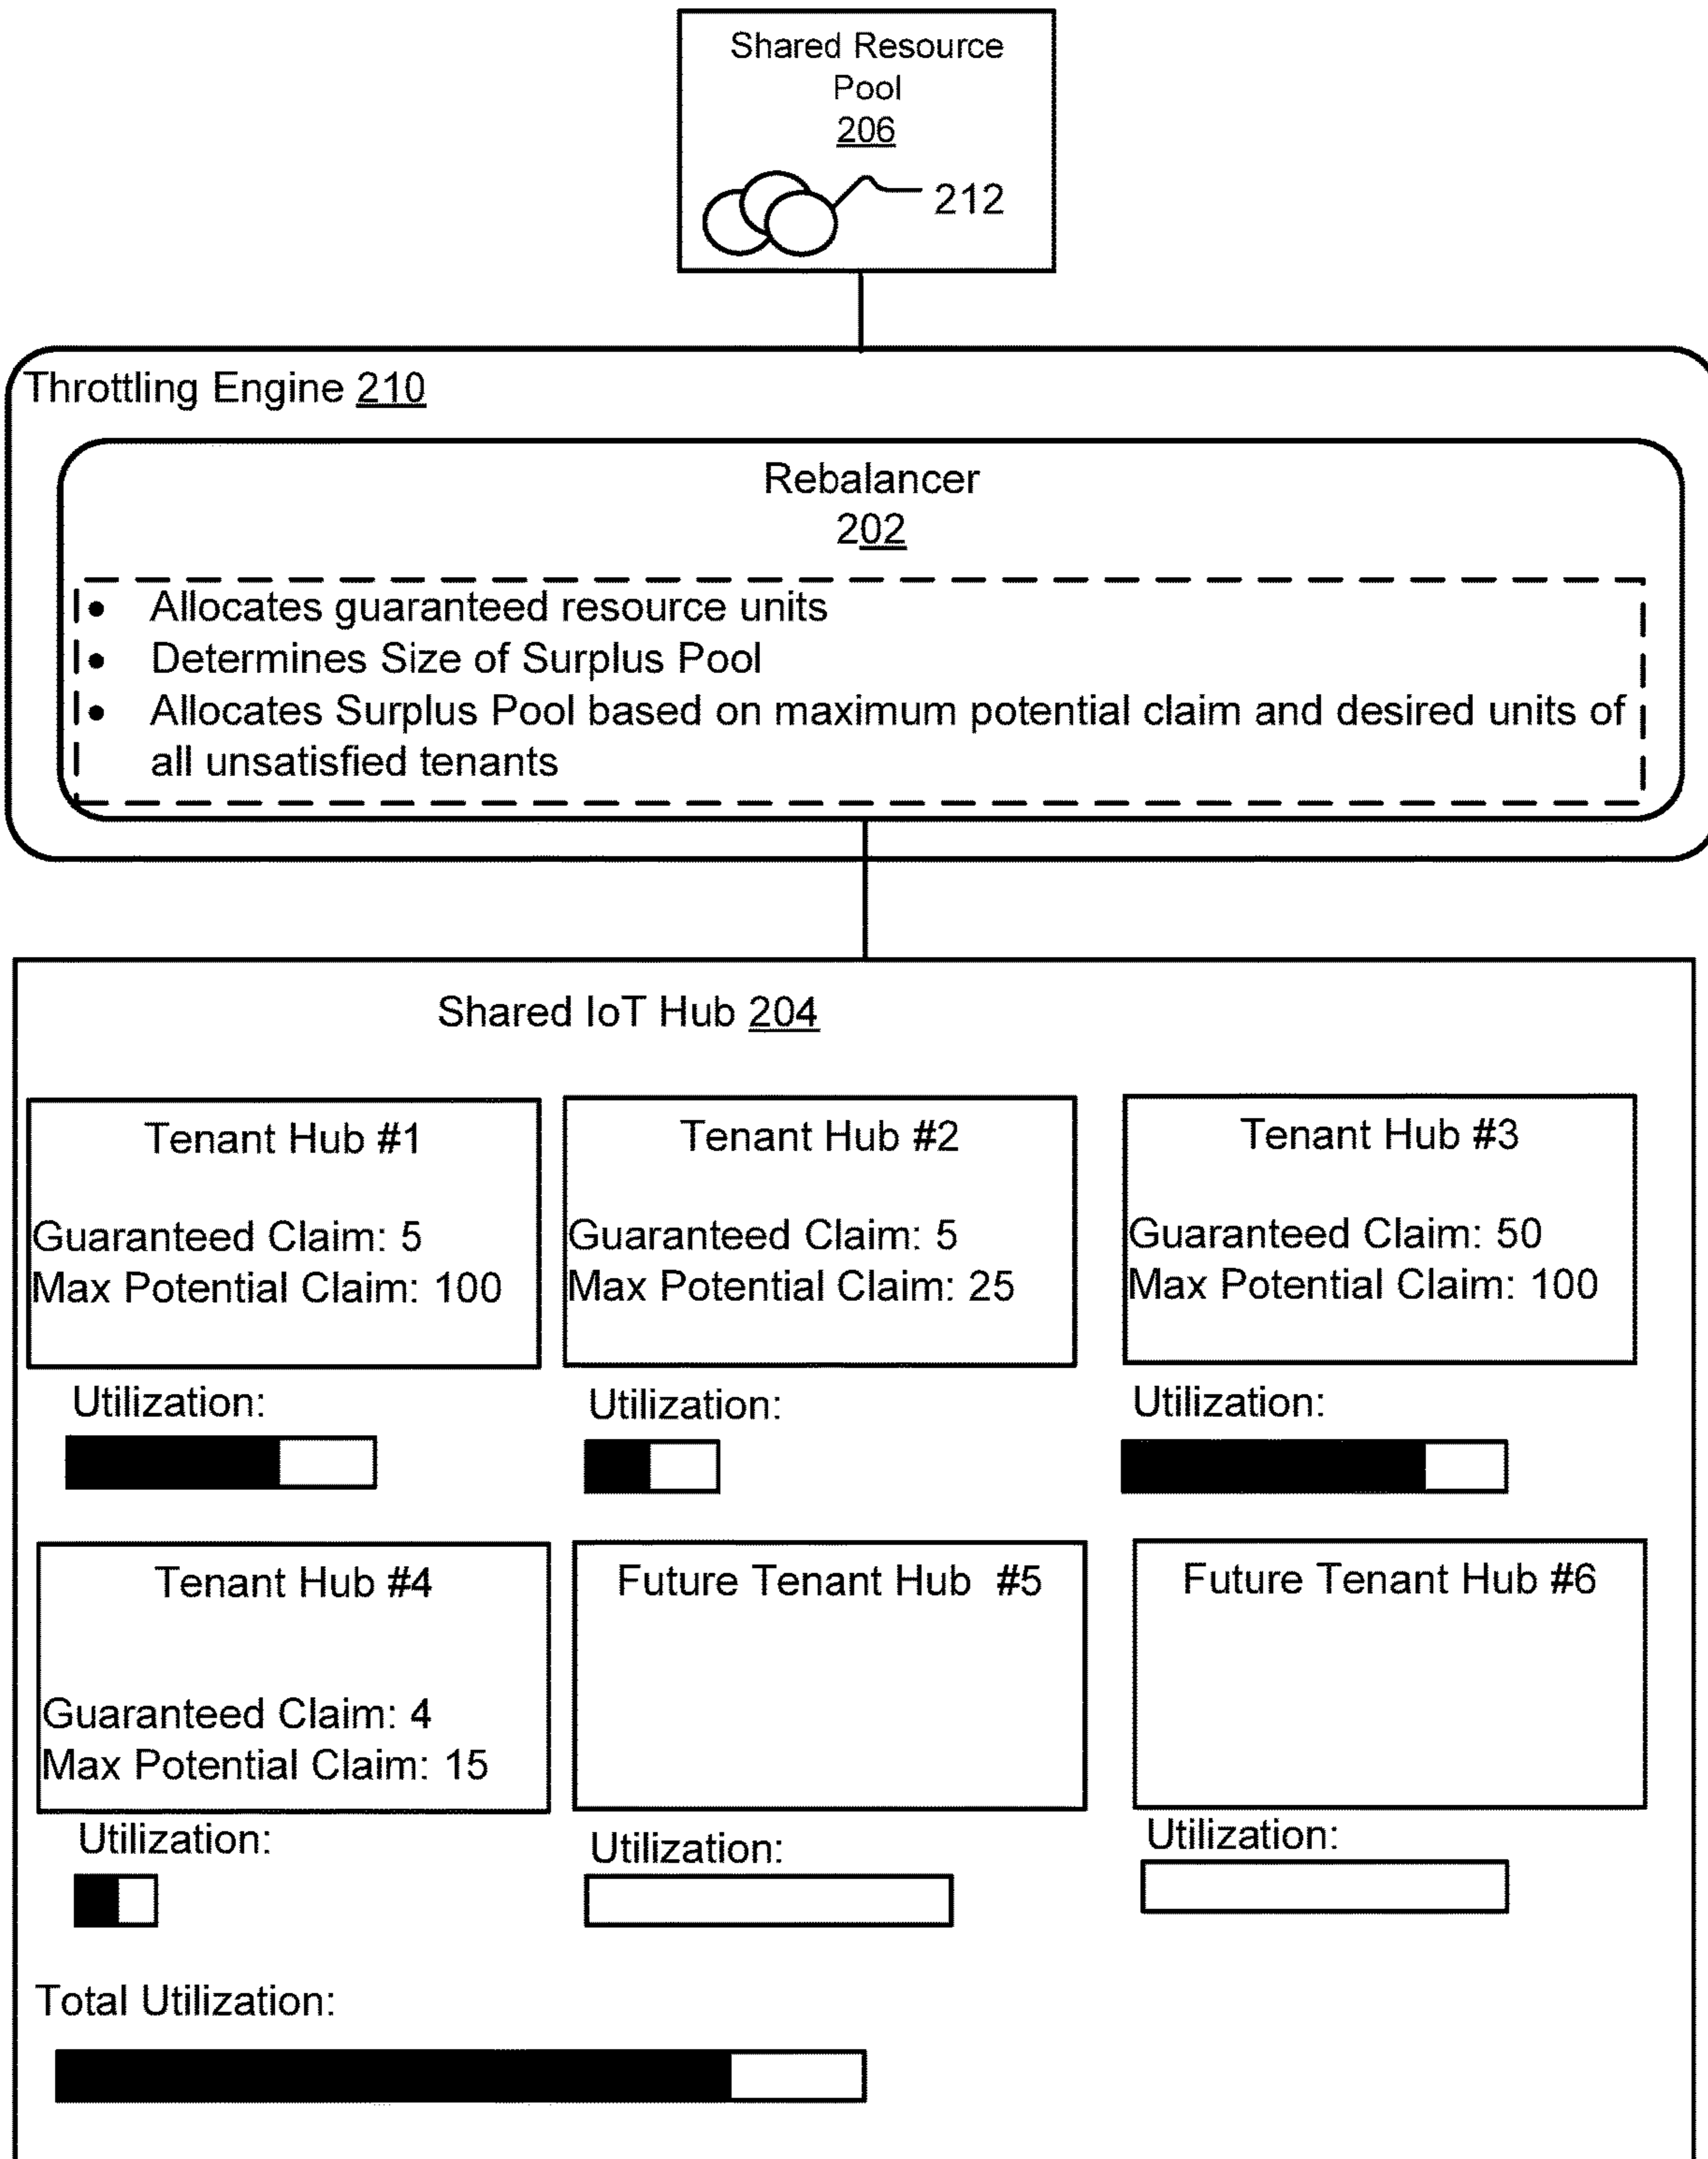 Shared Resource
Pool
206
212
Throttling Engine 210
Rebalancer
202
• Allocates guaranteed resource units
• Determines Size of Surplus Pool
• Allocates Surplus Pool based on maximum potential claim and desired units of
all unsatisfied tenants
Shared IoT Hub 204
Tenant Hub #1
Guaranteed Claim: 5
Max Potential Claim: 100
Utilization:
Tenant Hub #2
Guaranteed Claim: 5
Max Potential Claim: 25
Utilization:
Tenant Hub #3
Guaranteed Claim: 50
Max Potential Claim: 100
Utilization:
Tenant Hub #4
Guaranteed Claim: 4
Max Potential Claim: 15
Utilization:
Future Tenant Hub #5
Utilization:
Future Tenant Hub #6
Utilization:
Total Utilization: